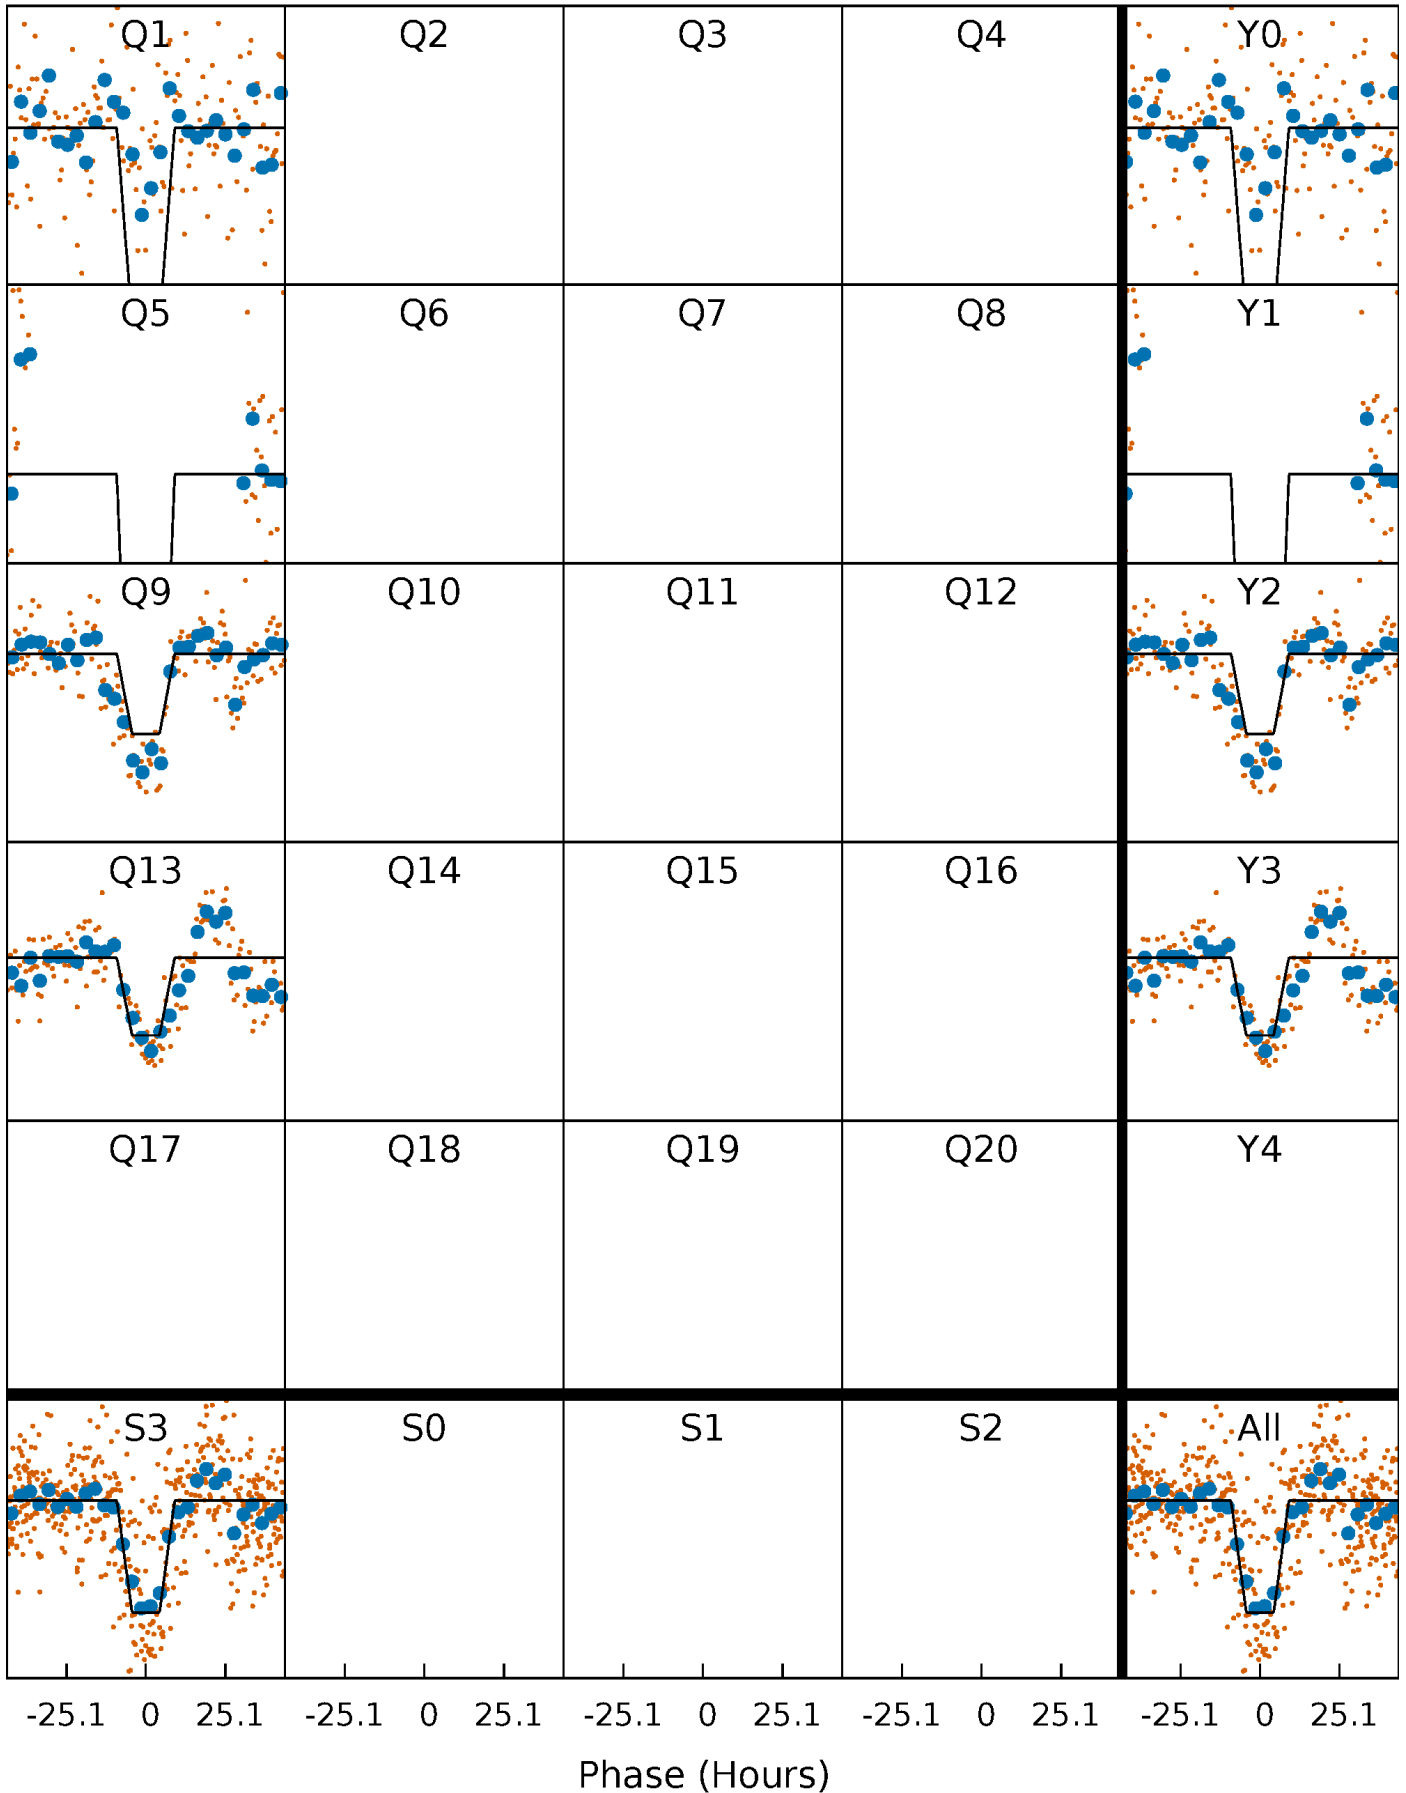 Q1 Q2 Q3 Q4 Y0
Q5 Q6 Q7 Q8 Y1
Q9 Q10 Q11 Q12 Y2
Q13 Q14 Q15 Q16 Y3
Q17 Q18 Q19 Q20 Y4
S3 S0 S1 S2 All
-25.1 0 25.1 -25.1 0 25.1 -25.1 0 25.1 -25.1 0 25.1 -25.1 0 25.1
Phase (Hours)